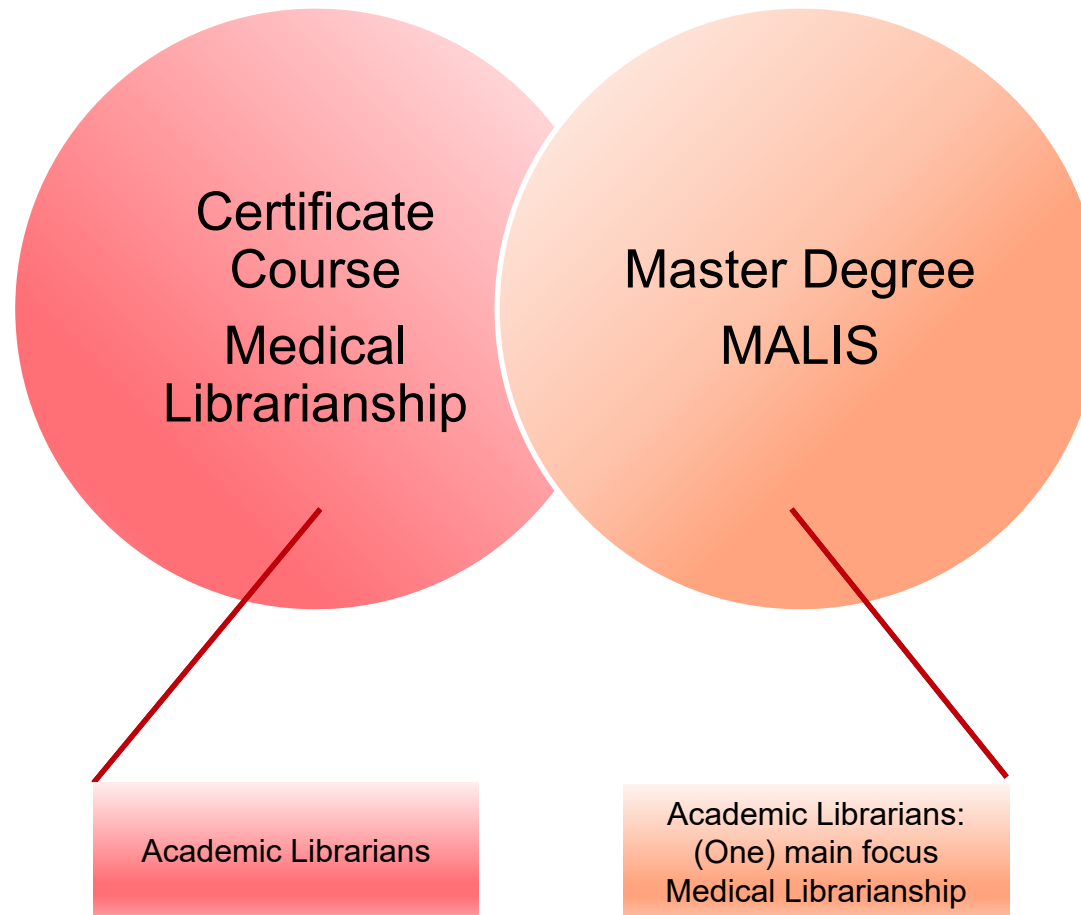 Certificate
Course
Medical
Librarianship
Master Degree
MALIS
Academic Librarians
Academic Librarians:
(One) main focus
Medical Librarianship